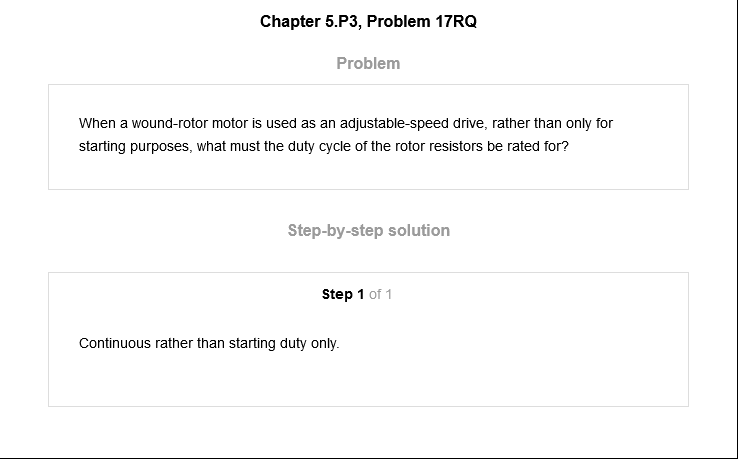 Chapter 5.P3, Problem 17RQ
Problem
When a wound-rotor motor is used as an adjustable-speed drive, rather than only for
starting purposes, what must the duty cycle of the rotor resistors be rated for?
Step-by-step solution
Step 1 of 1
Continuous rather than starting duty only.